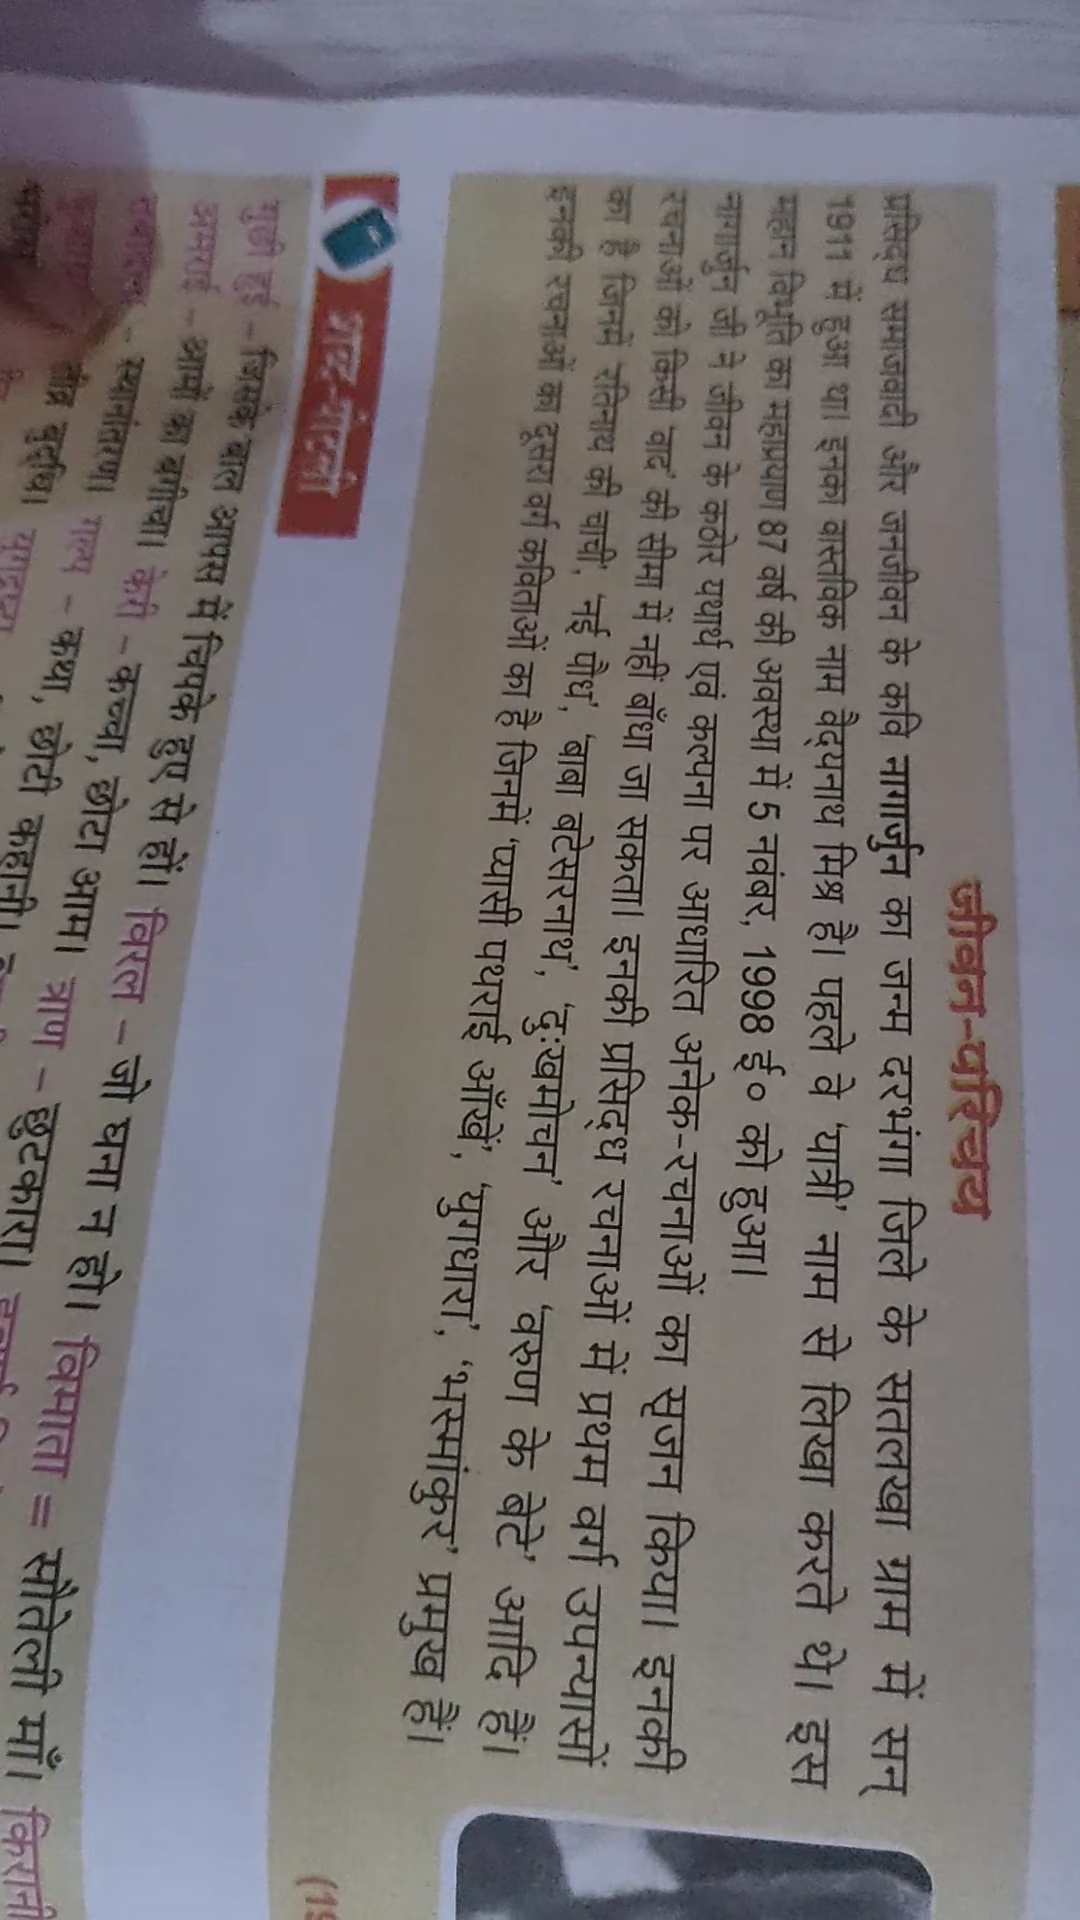 जीवन-परिचय
प्रसिद्ध समाजवादी और जनजीवन के कवि नागार्जुन का जन्म दरभंगा जिले के सतलखा ग्राम में सन्
1911 में हुआ था। इनका वास्तविक नाम वैद्यनाथ मिश्र है। पहले वे 'यात्री' नाम से लिखा करते थे। इस
महान विभूति का महाप्रयाण 87 वर्ष की अवस्था में 5 नवंबर, 1998 ई० को हुआ।
नागार्जुन जी ने जीवन के कठोर यथार्थ एवं कल्पना पर आधारित अनेक-रचनाओं का सृजन किया। इनकी
रचनाओं को किसी 'वाद' की सीमा में नहीं बाँधा जा सकता। इनकी प्रसिद्ध रचनाओं में प्रथम वर्ग उपन्यासों
का है जिनमें 'रतिनाथ की चाची', 'नई पौध', 'बाबा बटेसरनाथ', 'दुःखमोचन' और 'वरुण के बेटे' आदि हैं।
इनकी रचनाओं का दूसरा वर्ग कविताओं का है जिनमें 'प्यासी पथराई आँखें', 'युगधारा', 'भस्मांकुर' प्रमुख हैं।
शब्द-पोटली
गुछी हुई – जिसके बाल आपस में चिपके हुए से हों। विरल – जो घना न हो। विमाता = सौतेली माँ। किरानी
अमराई – आमों का बगीचा। केरी – कच्चा, छोटा आम। त्राण – छुटकारा।
– स्थानांतरण। गल्प – कथा, छोटी कहानी।